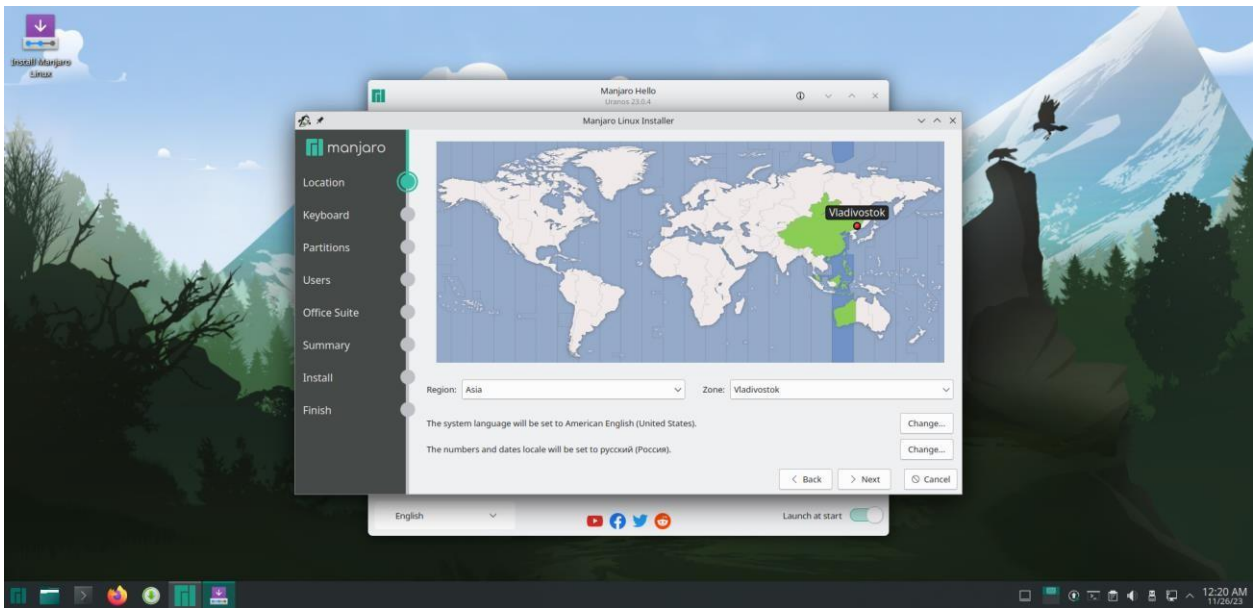 Install Manjaro
Linux
Manjaro Hello
Uranos 23.0.4
Manjaro Linux Installer
manjaro
Location
Keyboard
Partitions
Users
Office Suite
Summary
Install
Finish
Vladivostok
Region: Asia Zone: Vladivostok
The system language will be set to American English (United States). Change...
The numbers and dates locale will be set to русский (Россия). Change...
< Back > Next Cancel
English Launch at start
12:20 AM
11/26/23